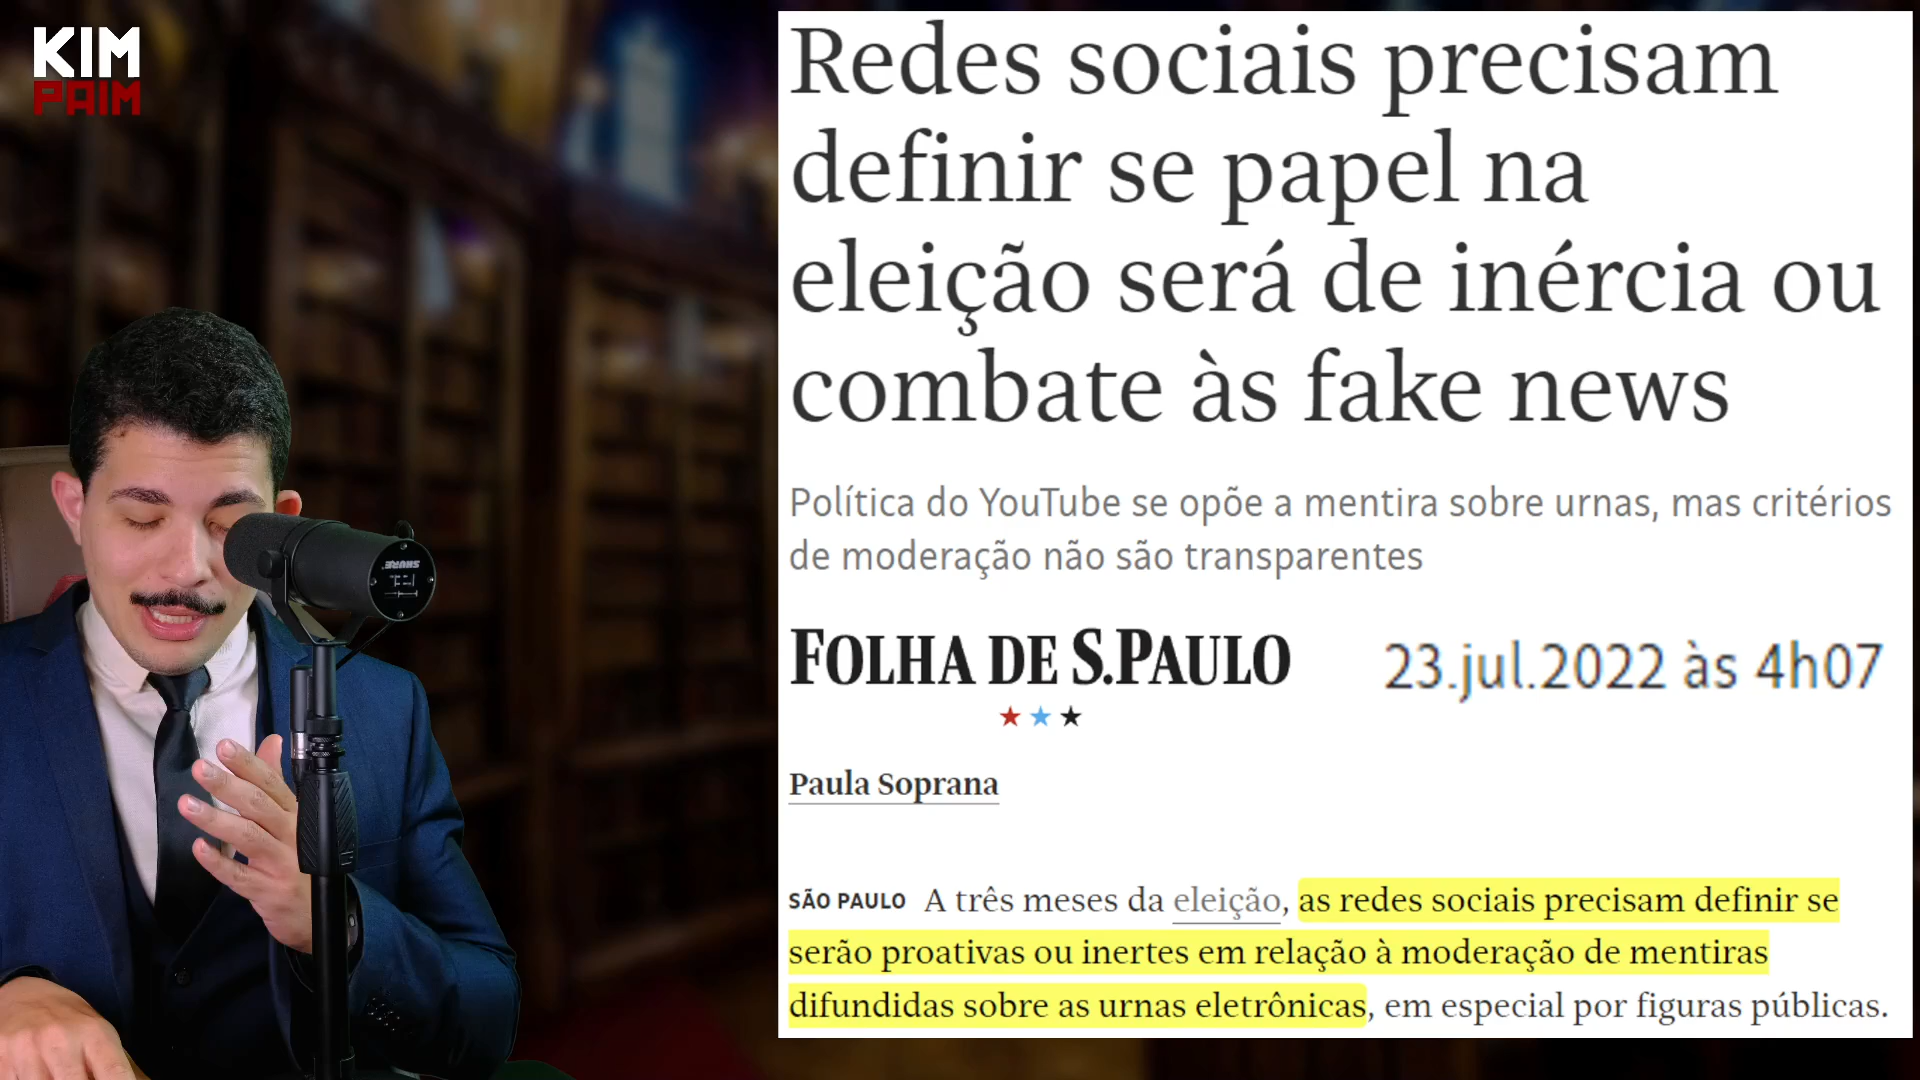 KIM
PAIM
Redes sociais precisam
definir se papel na
eleição será de inércia ou
combate às fake news
Política do YouTube se opõe a mentira sobre urnas, mas critérios
de moderação não são transparentes
FOLHA DE S.PAULO
23.jul.2022 às 4h07
Paula Soprana
SÃO PAULO A três meses da eleição, as redes sociais precisam definir se
serão proativas ou inertes em relação à moderação de mentiras
difundidas sobre as urnas eletrônicas, em especial por figuras públicas.
SHURE